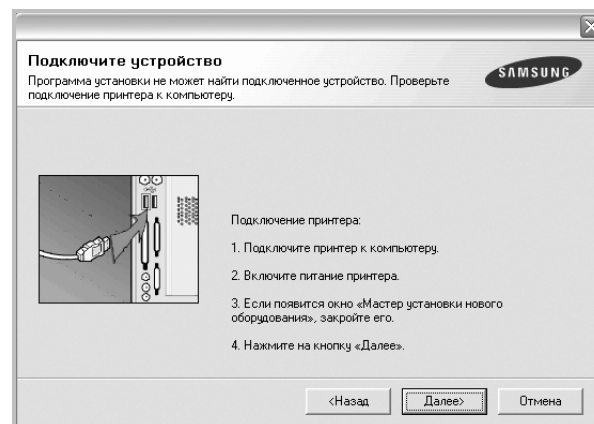 Подключите устройство
Программа установки не может найти подключенное устройство. Проверьте
подключение принтера к компьютеру.
SAMSUNG
Подключение принтера:
1. Подключите принтер к компьютеру.
2. Включите питание принтера.
3. Если появится окно «Мастер установки нового
оборудования», закройте его.
4. Нажмите на кнопку «Далее».
<Назад
Далее>
Отмена